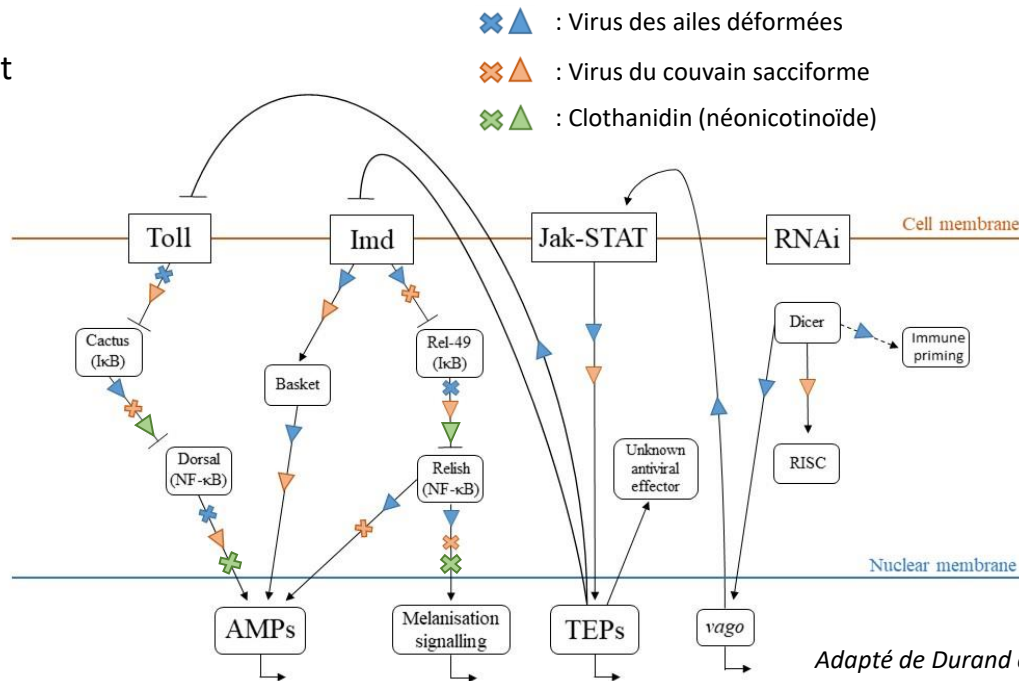 : Virus des ailes déformées
t
: Virus du couvain sacciforme
: Clothanidin (néonicotinoïde)
Toll
Imd
Jak-STAT
RNAi
Cell membrane
Cactus
(IκB)
Basket
Rel-49
(IκB)
Dicer
Immune
priming
Dorsal
(NF-κB)
Relish
(NF-κB)
Unknown
antiviral
effector
RISC
Nuclear membrane
AMPs
Melanisation
signalling
TEPs
vago
Adapté de Durand